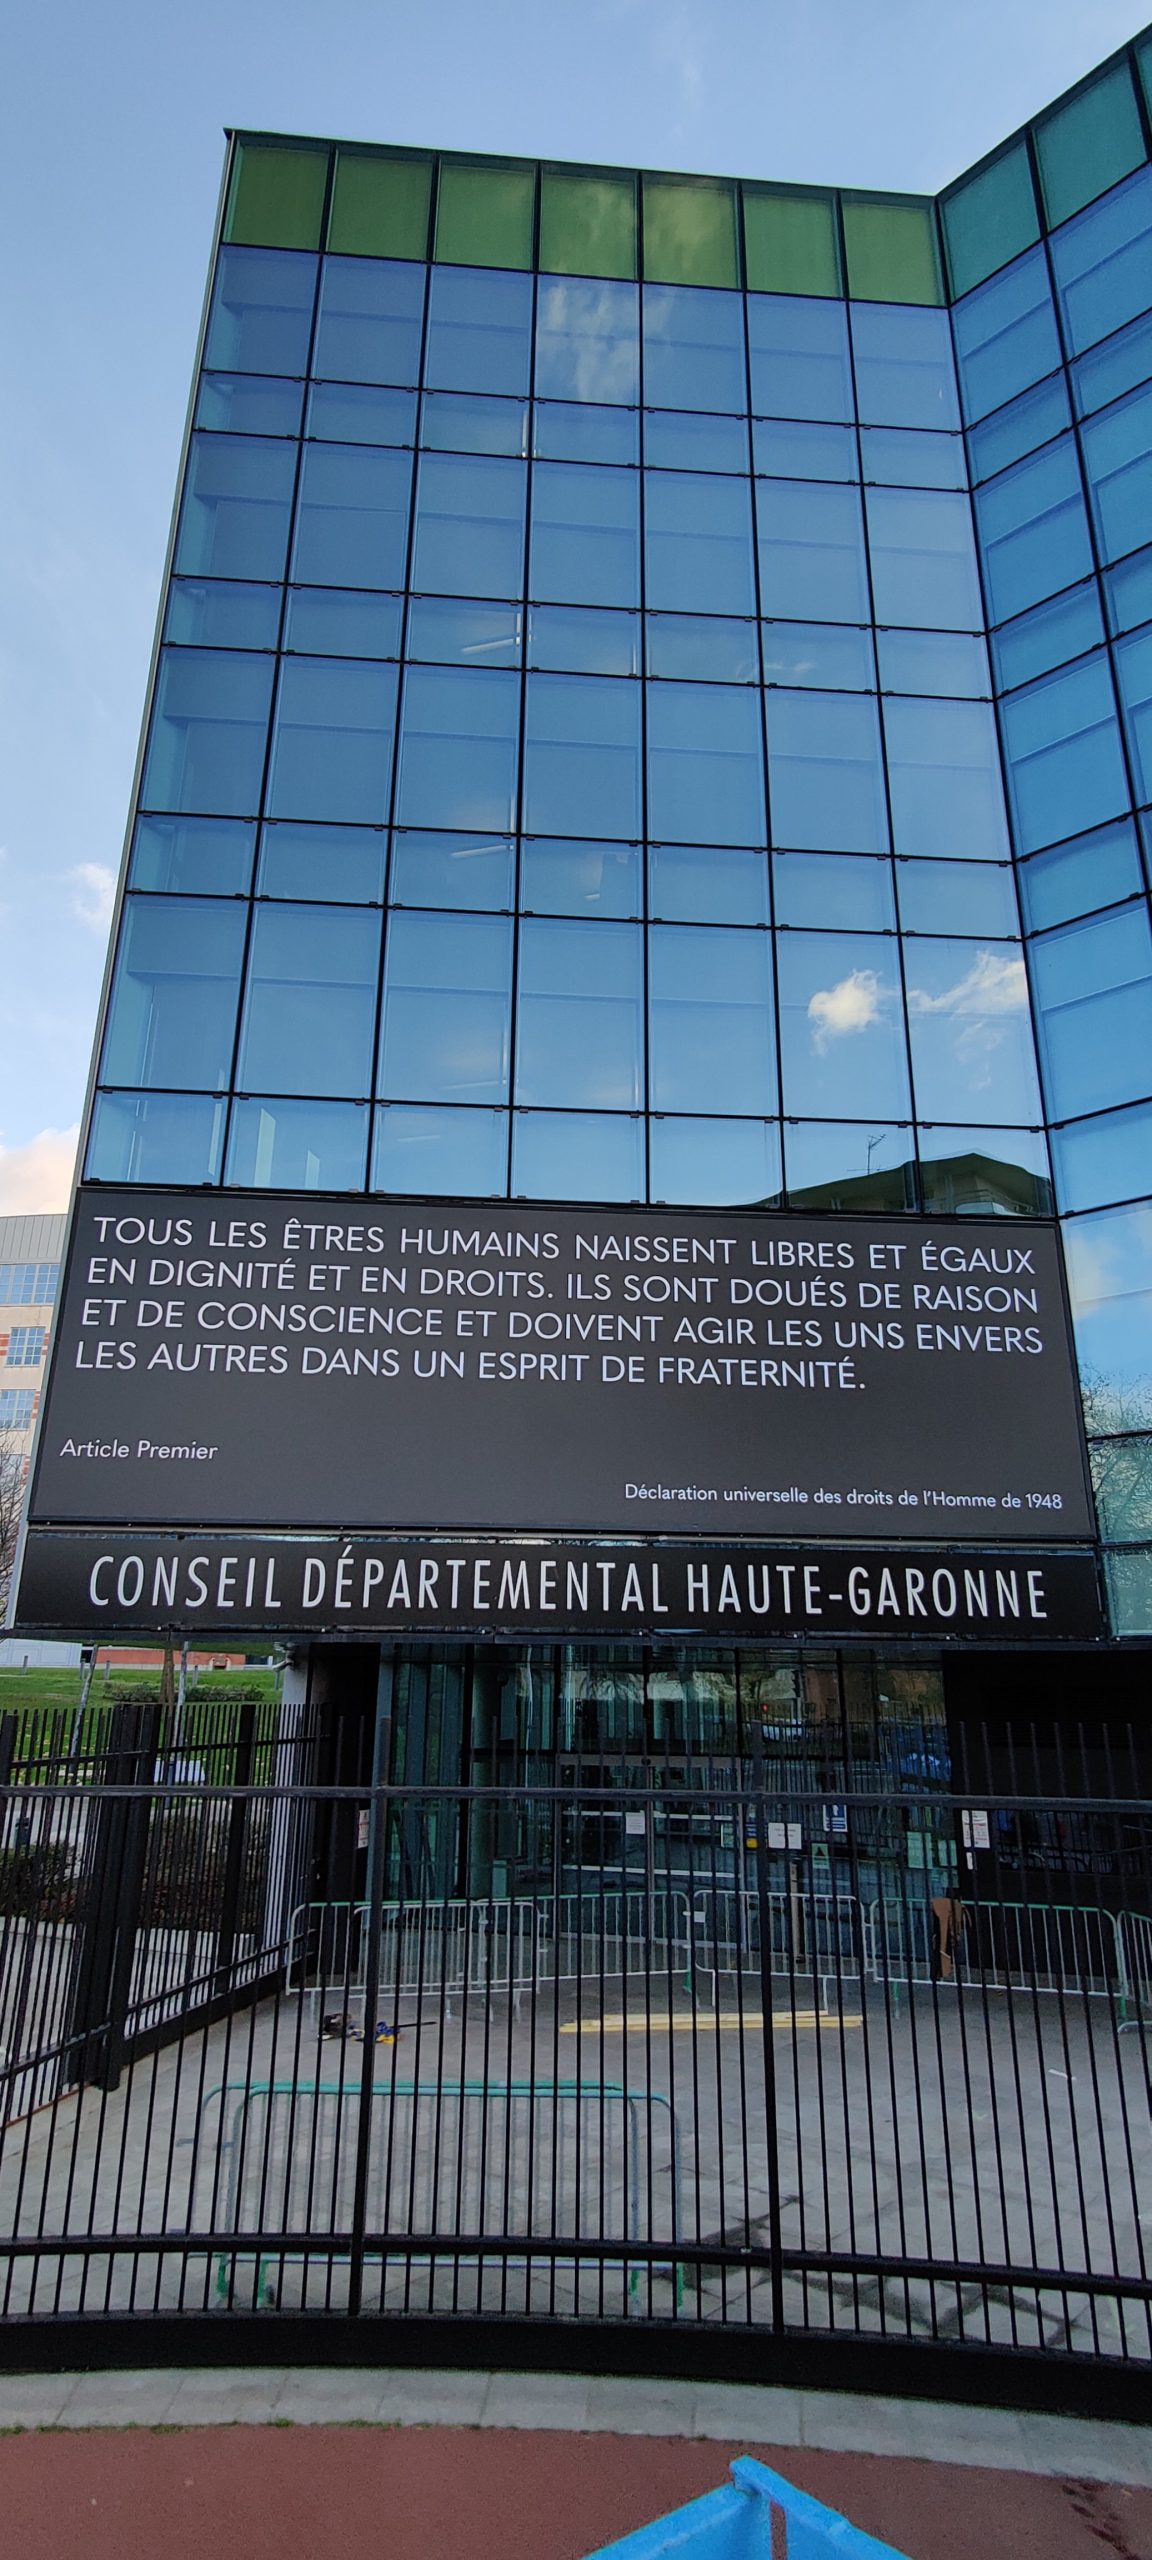 TOUS LES ÊTRES HUMAINS NAISSENT LIBRES ET ÉGAUX
EN DIGNITÉ ET EN DROITS. ILS SONT DOUÉS DE RAISON
ET DE CONSCIENCE ET DOIVENT AGIR LES UNS ENVERS
LES AUTRES DANS UN ESPRIT DE FRATERNITÉ.
Article Premier
Déclaration universelle des droits de l'Homme de 1948
CONSEIL DÉPARTEMENTAL HAUTE-GARONNE